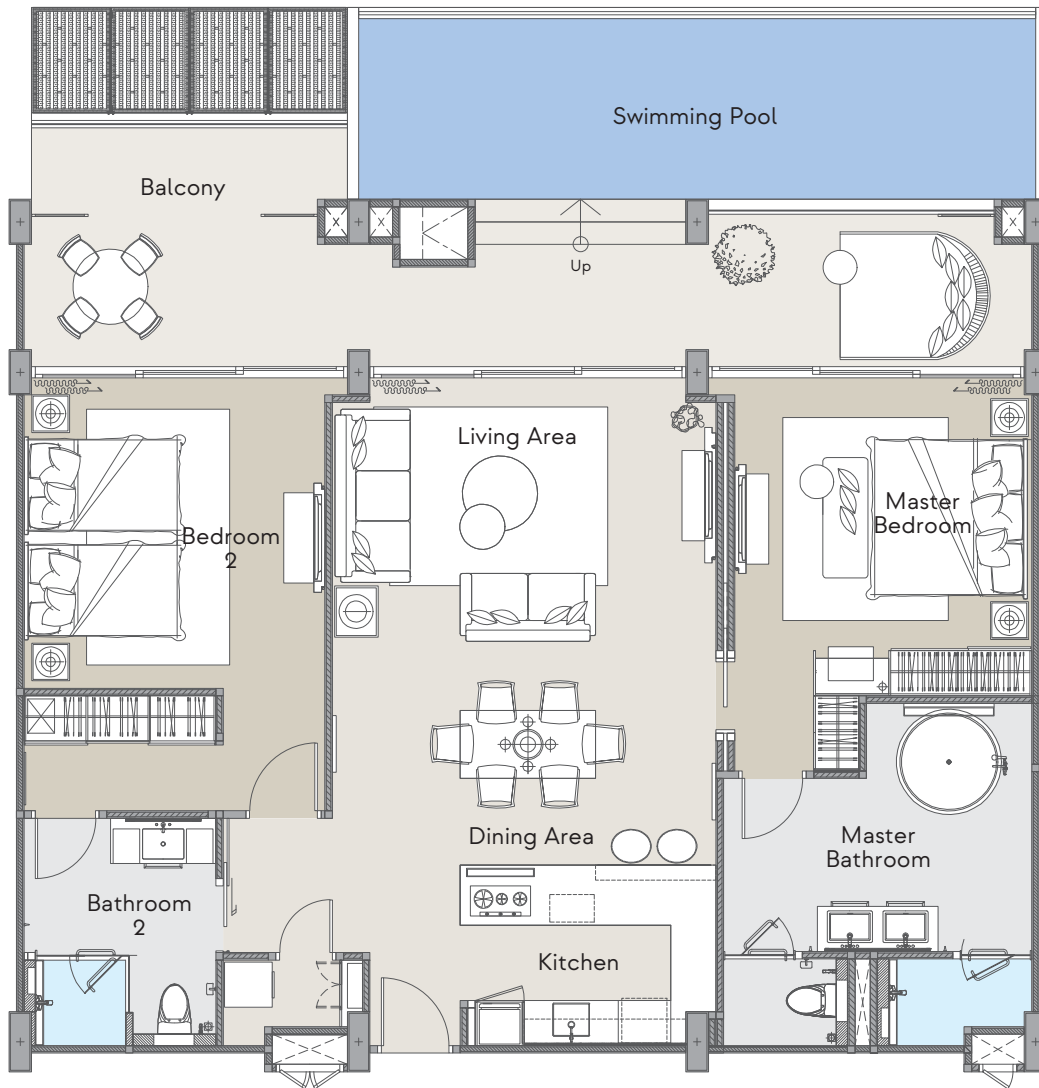 Swimming Pool
Balcony
Up
Living Area
Master
Bedroom
Bedroom
2
Dining Area
Master
Bathroom
Bathroom
2
Kitchen